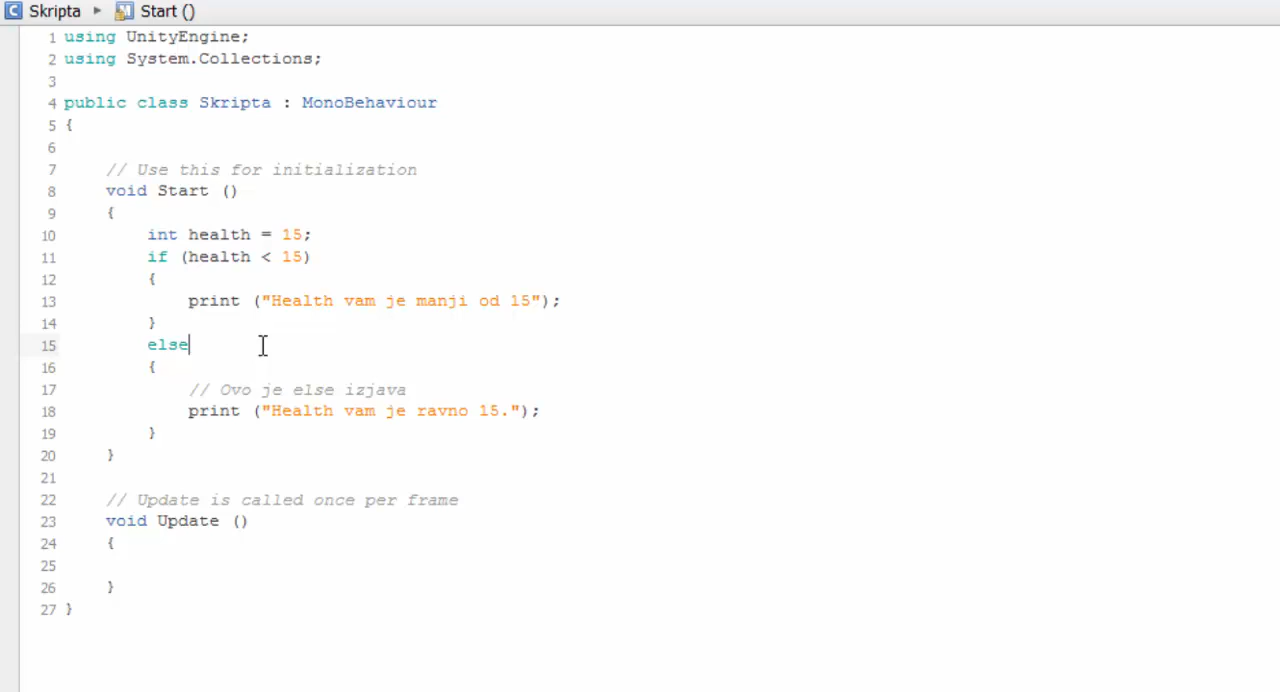 Skripta ▸ Start ()
1 using UnityEngine;
2 using System.Collections;
3
4 public class Skripta : MonoBehaviour
5 {
6
7 // Use this for initialization
8 void Start ()
9 {
10 int health = 15;
11 if (health < 15)
12 {
13 print ("Health vam je manji od 15");
14 }
15 else
16 {
17 // Ovo je else izjava
18 print ("Health vam je ravno 15.");
19 }
20 }
21
22 // Update is called once per frame
23 void Update ()
24 {
25
26 }
27 }